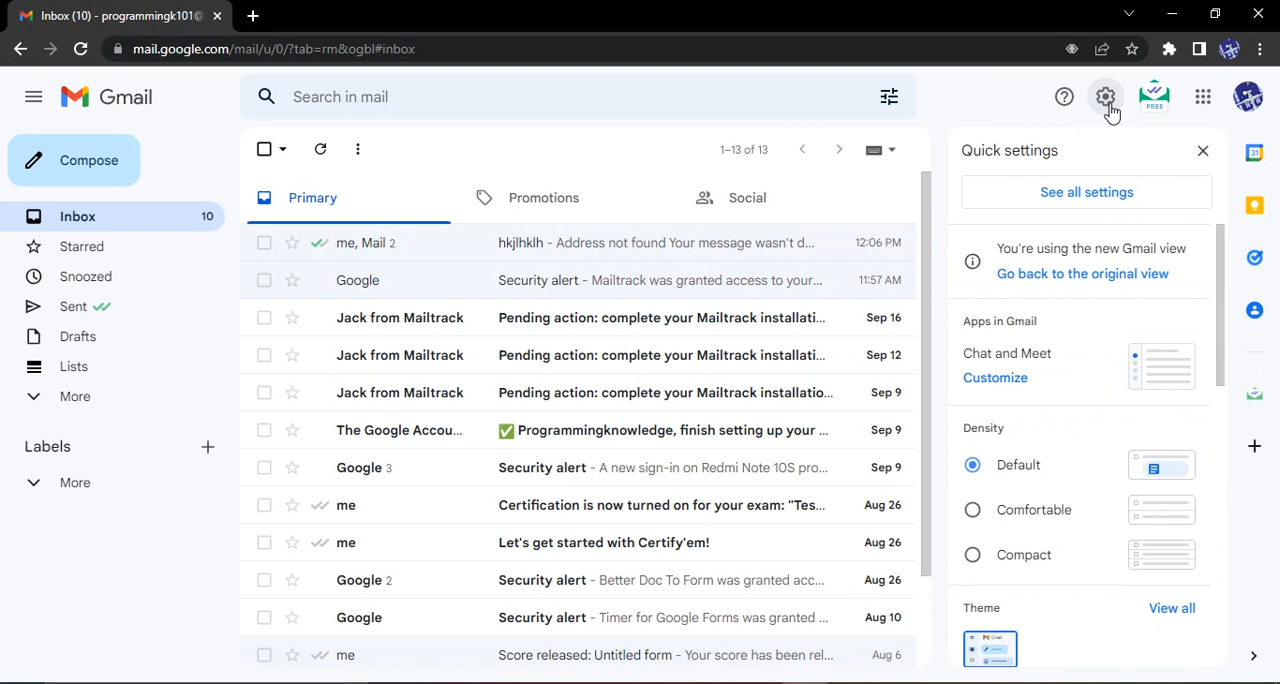 Inbox (10) - programmingk101@
mail.google.com/mail/u/0/?tab=rm&ogbl#inbox
Gmail
Search in mail
FREE
Compose
1–13 of 13
Quick settings
31
See all settings
Primary
Promotions
Social
Inbox 10
Starred
Snoozed
Sent
Drafts
Lists
More
Labels
More
me, Mail 2 hkjlhklh - Address not found Your message wasn't d... 12:06 PM
Google Security alert - Mailtrack was granted access to your... 11:57 AM
Jack from Mailtrack Pending action: complete your Mailtrack installati... Sep 16
Jack from Mailtrack Pending action: complete your Mailtrack installati... Sep 12
Jack from Mailtrack Pending action: complete your Mailtrack installatio... Sep 9
The Google Accou... ✅ Programmingknowledge, finish setting up your ... Sep 9
Google 3 Security alert - A new sign-in on Redmi Note 10S pro... Sep 9
me Certification is now turned on for your exam: "Tes... Aug 26
me Let's get started with Certify'em! Aug 26
Google 2 Security alert - Better Doc To Form was granted acc... Aug 26
Google Security alert - Timer for Google Forms was granted ... Aug 10
me Score released: Untitled form - Your score has been rel... Aug 6
You're using the new Gmail view
Go back to the original view
Apps in Gmail
Chat and Meet
Customize
Density
Default
Comfortable
Compact
Theme View all
Gmail